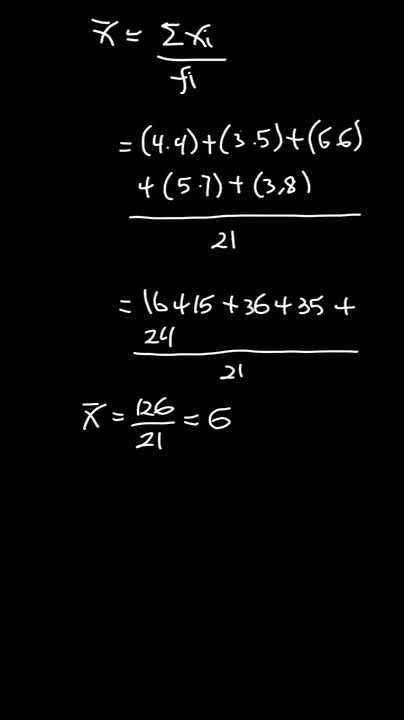 x̄ = Σxi
fi
= (4.4)+(3.5)+(6.6)
+(5.7)+(3,8)
21
= 16+15+36+35+
24
21
x̄ = 126 = 6
21